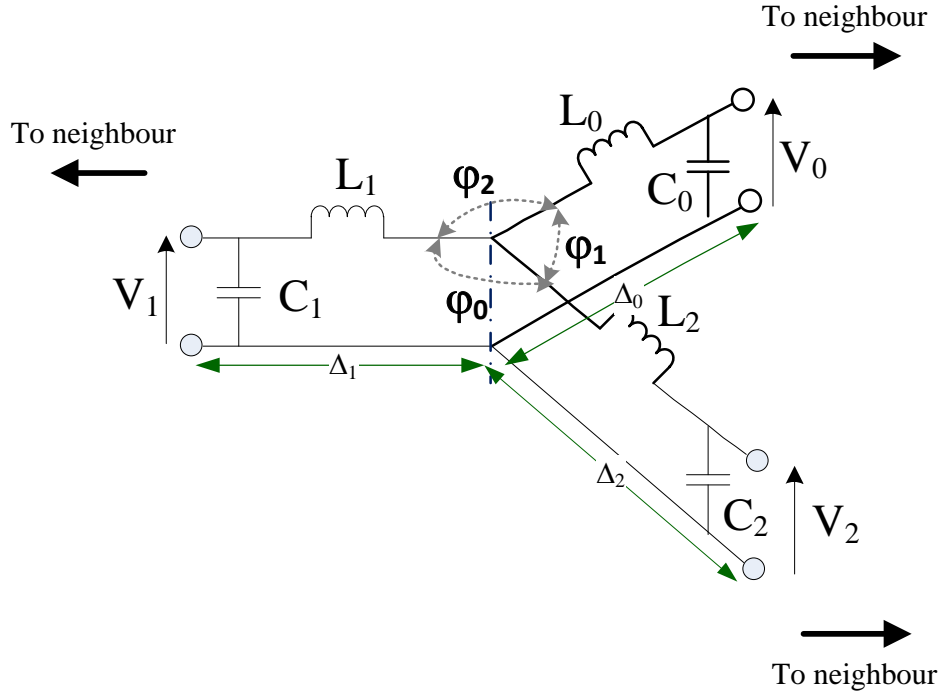 To neighbour
To neighbour
L₀
L₁
φ₂
V₀
C₀
φ₁
V₁
C₁
φ₀
Δ₀
L₂
Δ₁
Δ₂
C₂
V₂
To neighbour